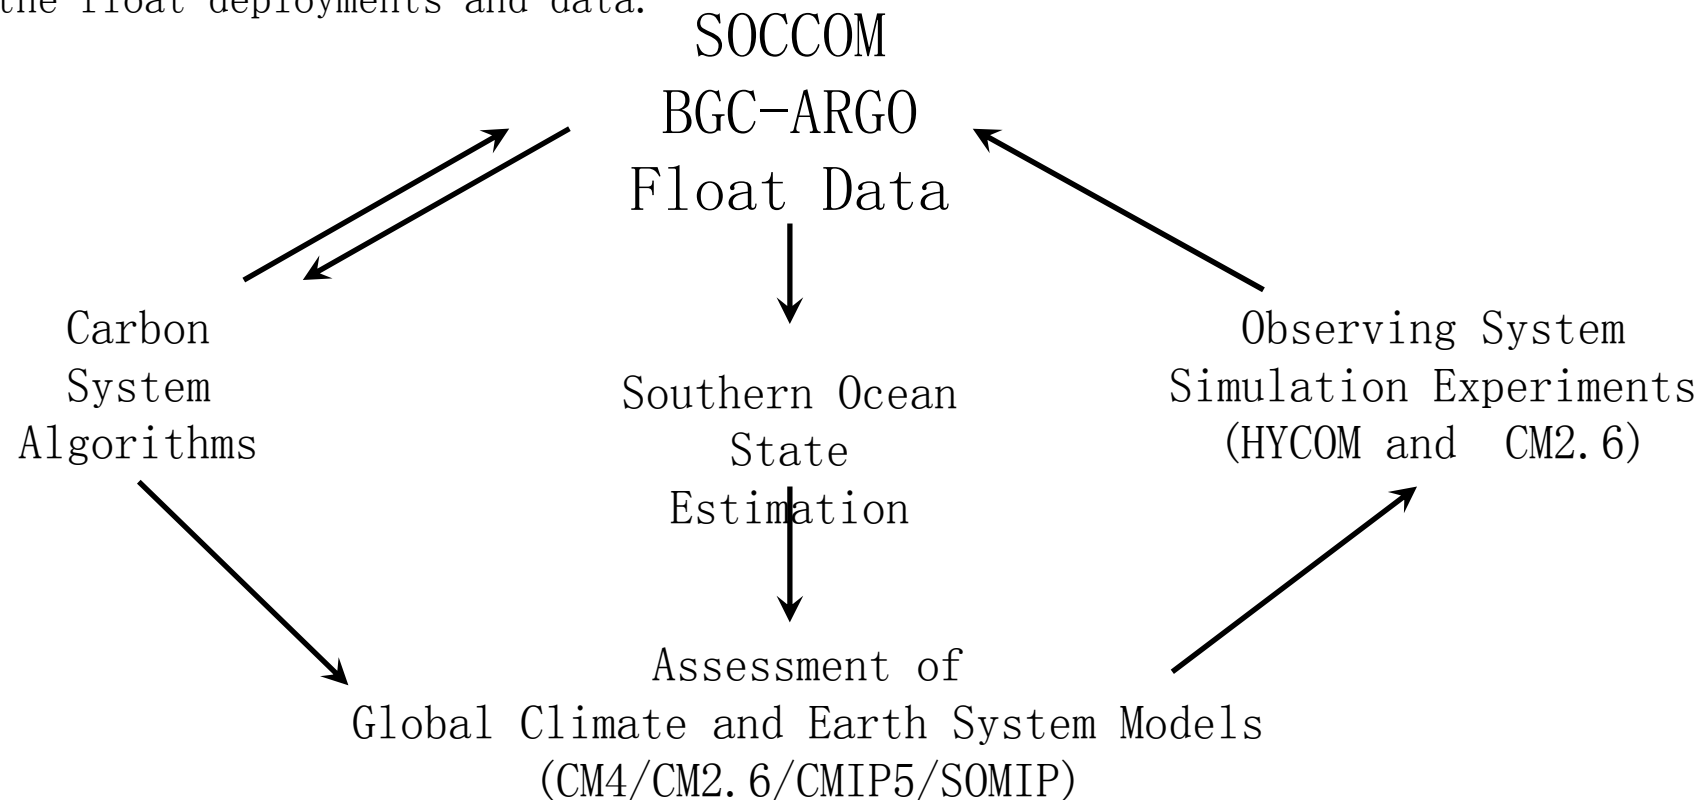 the float deployments and data.
SOCCOM
BGC-ARGO
Float Data
Carbon
System
Algorithms
Southern Ocean
State
Estimation
Observing System
Simulation Experiments
(HYCOM and  CM2.6)
Assessment of
Global Climate and Earth System Models
(CM4/CM2.6/CMIP5/SOMIP)